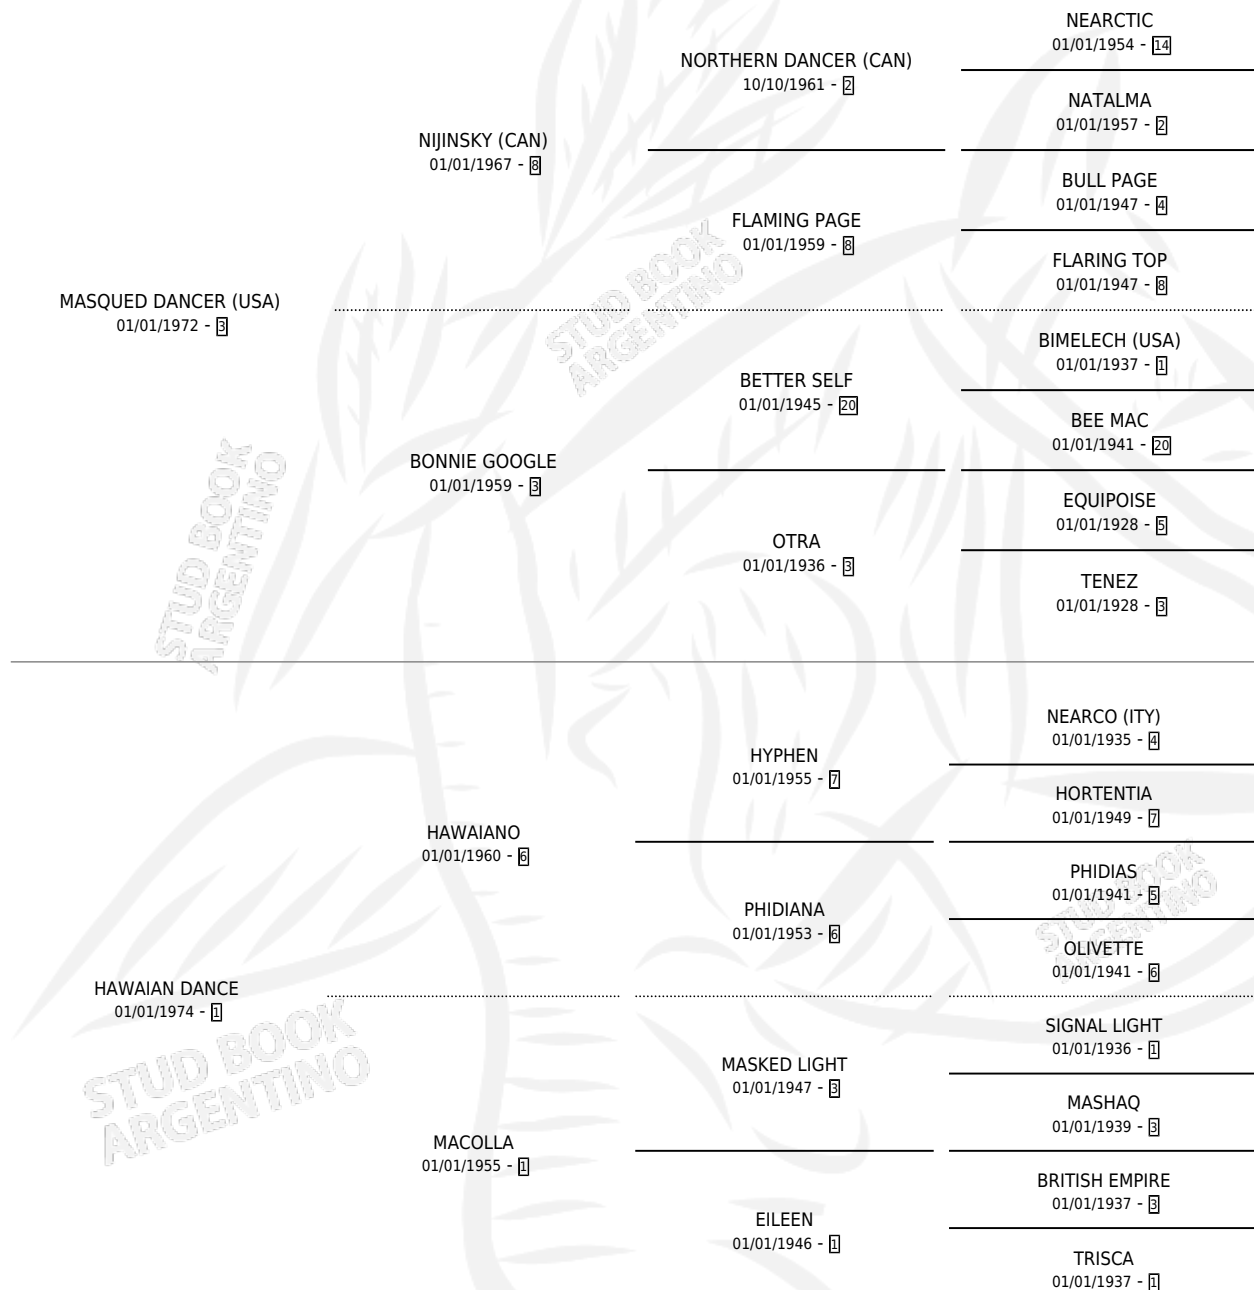 NEARCTIC
01/01/1954 - 14
NORTHERN DANCER (CAN)
10/10/1961 - 2
NATALMA
01/01/1957 - 2
NIJINSKY (CAN)
01/01/1967 - 8
BULL PAGE
01/01/1947 - 4
FLAMING PAGE
01/01/1959 - 8
FLARING TOP
01/01/1947 - 8
MASQUED DANCER (USA)
01/01/1972 - 3
STUD BOOK
ARGENTINO
BIMELECH (USA)
01/01/1937 - 1
BETTER SELF
01/01/1945 - 20
BEE MAC
01/01/1941 - 20
BONNIE GOOGLE
01/01/1959 - 3
EQUIPOISE
01/01/1928 - 5
OTRA
01/01/1936 - 3
TENEZ
01/01/1928 - 3
STUD BOOK
ARGENTINO
NEARCO (ITY)
01/01/1935 - 4
HYPHEN
01/01/1955 - 7
HORTENTIA
01/01/1949 - 7
HAWAIANO
01/01/1960 - 6
PHIDIAS
01/01/1941 - 5
PHIDIANA
01/01/1953 - 6
STUD BOOK
ARGENTINO
OLIVETTE
01/01/1941 - 6
HAWAIAN DANCE
01/01/1974 - 1
STUD BOOK
ARGENTINO
SIGNAL LIGHT
01/01/1936 - 1
MASKED LIGHT
01/01/1947 - 3
MASHAQ
01/01/1939 - 3
MACOLLA
01/01/1955 - 1
BRITISH EMPIRE
01/01/1937 - 3
EILEEN
01/01/1946 - 1
TRISCA
01/01/1937 - 1